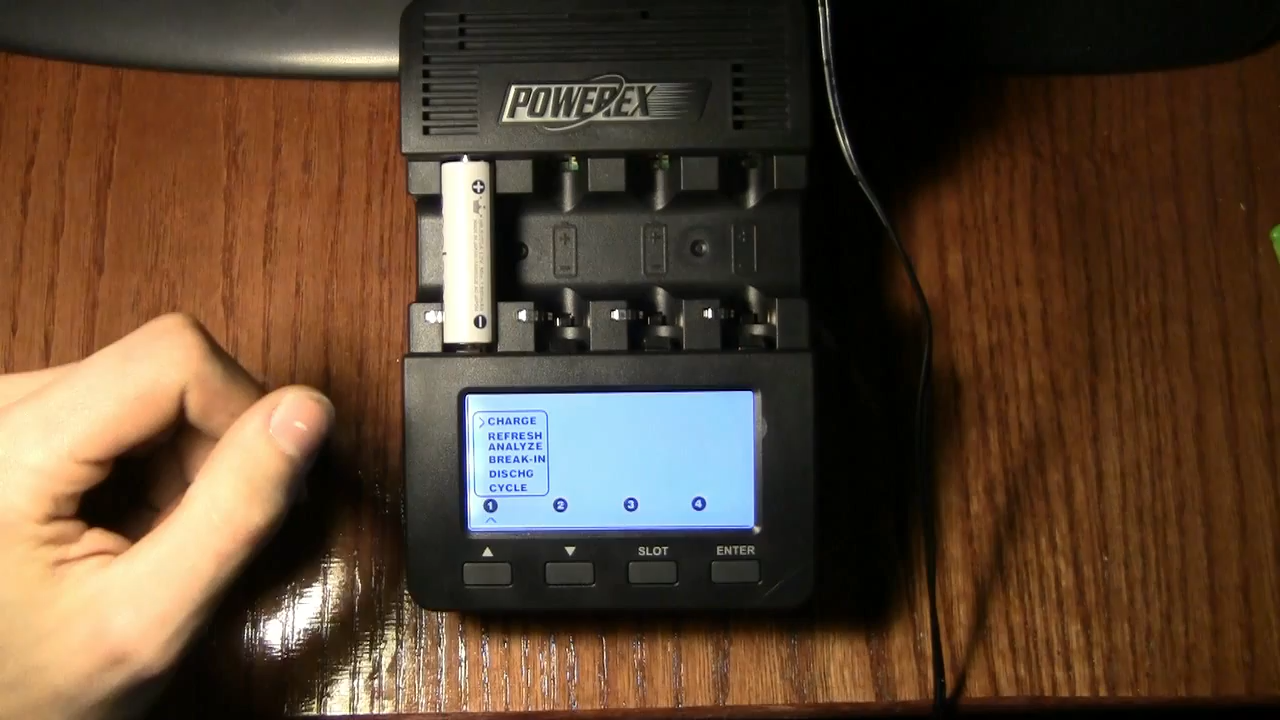 POWEREX
CHARGE
REFRESH
ANALYZE
BREAK-IN
DISCHG
CYCLE
1 2 3 4
▲ ▼ SLOT ENTER